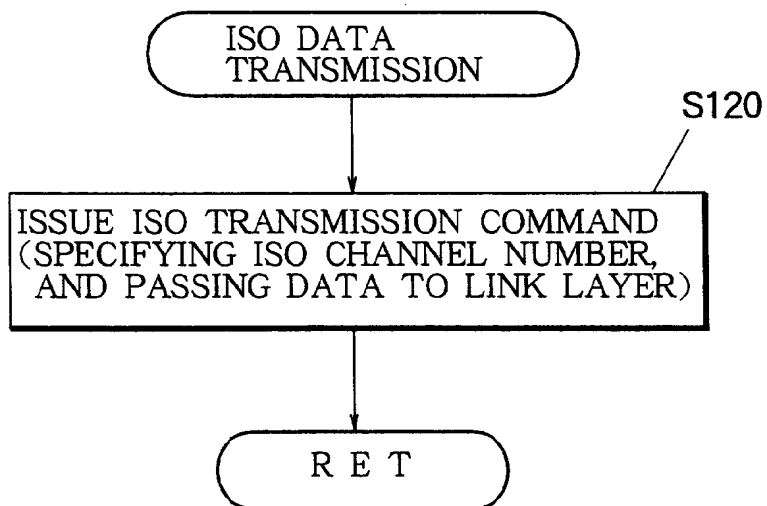 ISO DATA
TRANSMISSION
S120
ISSUE ISO TRANSMISSION COMMAND
(SPECIFYING ISO CHANNEL NUMBER,
AND PASSING DATA TO LINK LAYER)
R E T